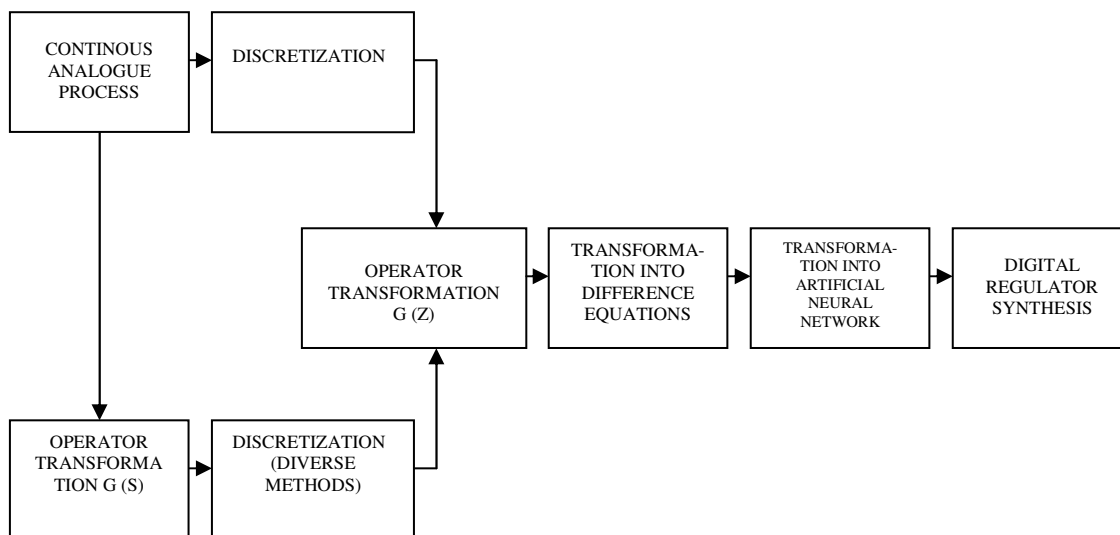 CONTINOUS
ANALOGUE
PROCESS
DISCRETIZATION
OPERATOR
TRANSFORMATION
G (Z)
TRANSFORMA-
TION INTO
DIFFERENCE
EQUATIONS
TRANSFORMA-
TION INTO
ARTIFICIAL
NEURAL
NETWORK
DIGITAL
REGULATOR
SYNTHESIS
OPERATOR
TRANSFORMA
TION G (S)
DISCRETIZATION
(DIVERSE
METHODS)